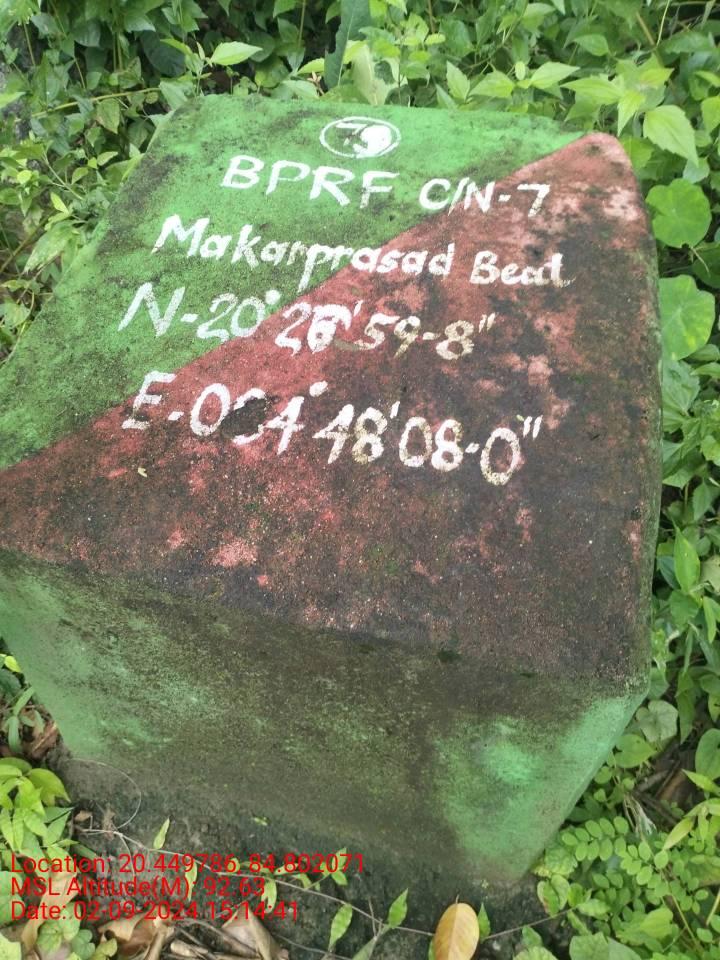 BPRF C/N-7
Makarprasad Beat
N-20° 26' 59-8"
E-084° 48' 08-0"
Location: 20.449786, 84.802071
MSL Altitude(M): 92.63
Date: 02-09-2024 15:14:41